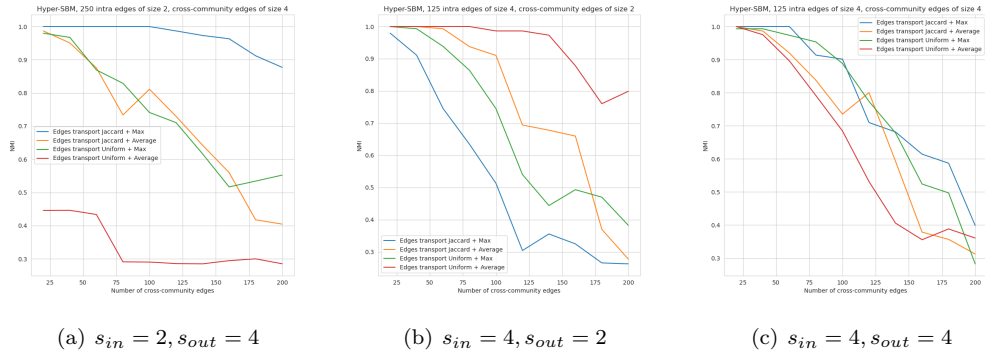 Hyper-SBM, 250 intra edges of size 2, cross-community edges of size 4
1.0
0.9
0.8
0.7
0.6
0.5
0.4
0.3
NMI
Edges transport Jaccard + Max
Edges transport Jaccard + Average
Edges transport Uniform + Max
Edges transport Uniform + Average
25 50 75 100 125 150 175 200
Number of cross-community edges
(a) s_in = 2, s_out = 4
Hyper-SBM, 125 intra edges of size 4, cross-community edges of size 2
1.0
0.9
0.8
0.7
0.6
0.5
0.4
0.3
NMI
Edges transport Jaccard + Max
Edges transport Jaccard + Average
Edges transport Uniform + Max
Edges transport Uniform + Average
25 50 75 100 125 150 175 200
Number of cross-community edges
(b) s_in = 4, s_out = 2
Hyper-SBM, 125 intra edges of size 4, cross-community edges of size 4
Edges transport Jaccard + Max
Edges transport Jaccard + Average
Edges transport Uniform + Max
Edges transport Uniform + Average
1.0
0.9
0.8
0.7
0.6
0.5
0.4
0.3
NMI
25 50 75 100 125 150 175 200
Number of cross-community edges
(c) s_in = 4, s_out = 4